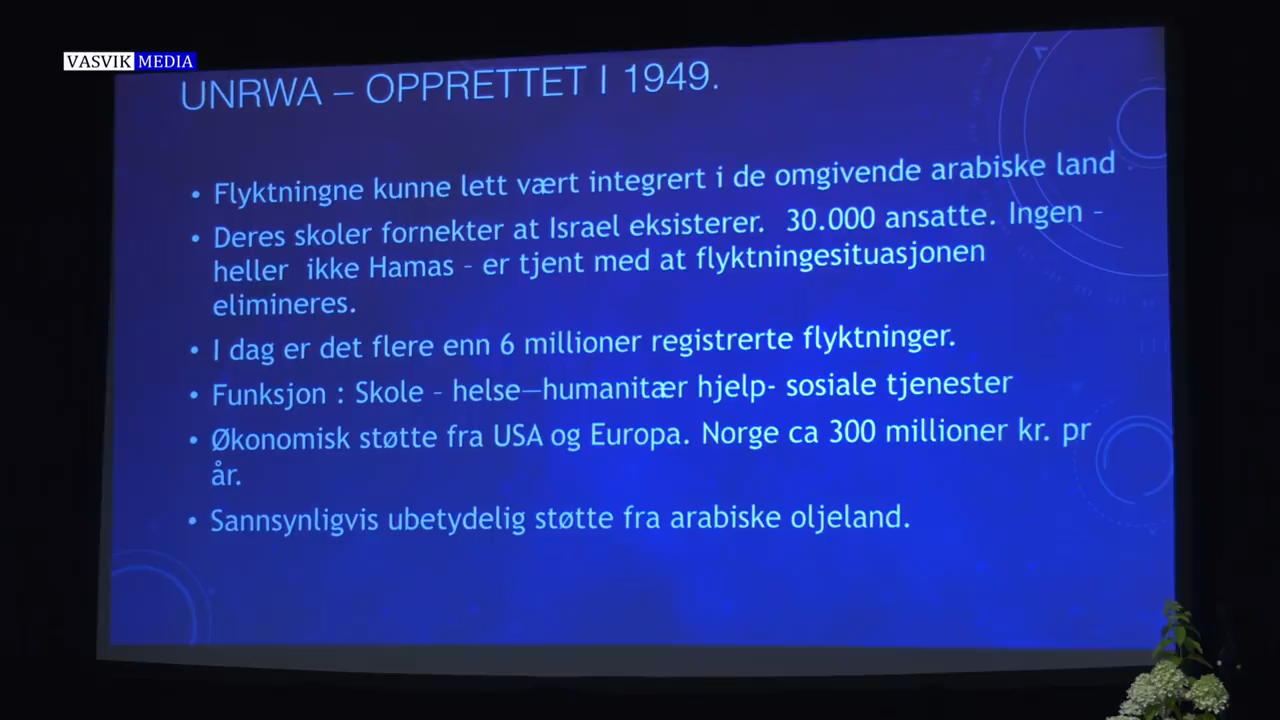 VASVIK MEDIA
UNRWA – OPPRETTET I 1949.
• Flyktningne kunne lett vært integrert i de omgivende arabiske land
• Deres skoler fornekter at Israel eksisterer. 30.000 ansatte. Ingen –
heller ikke Hamas – er tjent med at flyktningesituasjonen
elimineres.
• I dag er det flere enn 6 millioner registrerte flyktninger.
• Funksjon : Skole – helse—humanitær hjelp- sosiale tjenester
• Økonomisk støtte fra USA og Europa. Norge ca 300 millioner kr. pr
år.
• Sannsynligvis ubetydelig støtte fra arabiske oljeland.